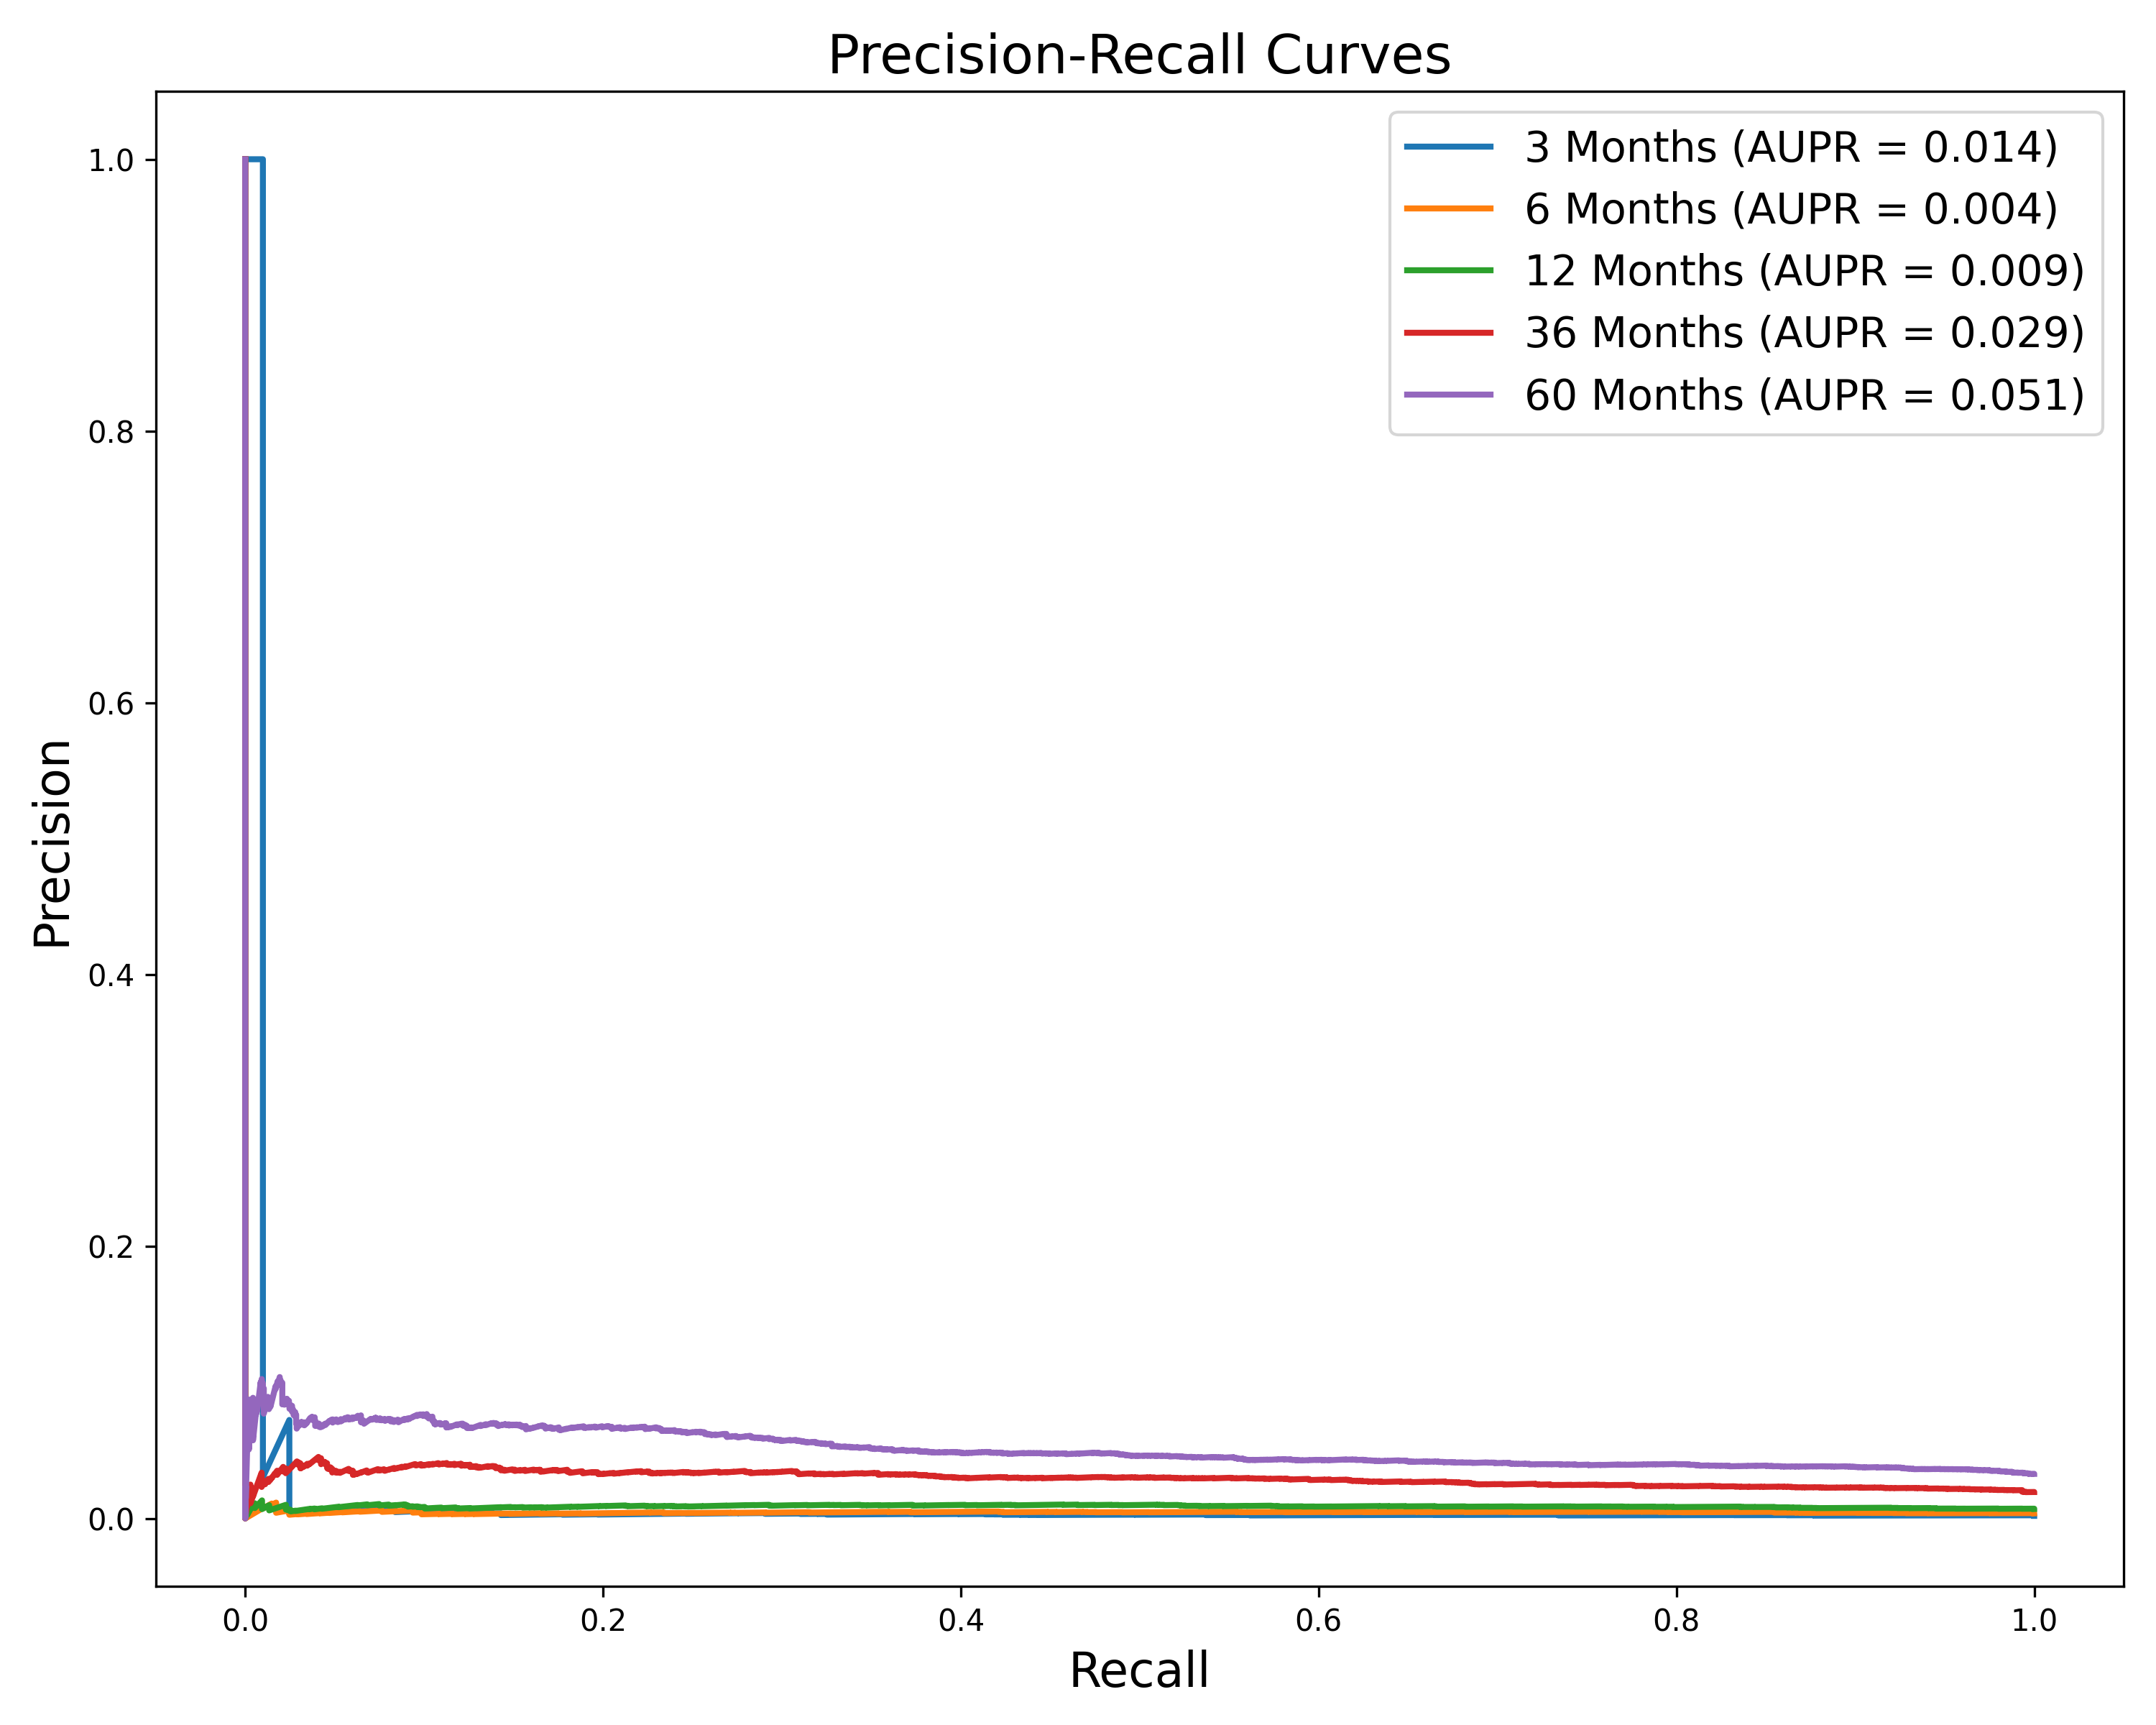 Precision-Recall Curves
3 Months (AUPR = 0.014)
6 Months (AUPR = 0.004)
12 Months (AUPR = 0.009)
36 Months (AUPR = 0.029)
60 Months (AUPR = 0.051)
1.0
0.8
0.6
0.4
0.2
0.0
Precision
0.0 0.2 0.4 0.6 0.8 1.0
Recall